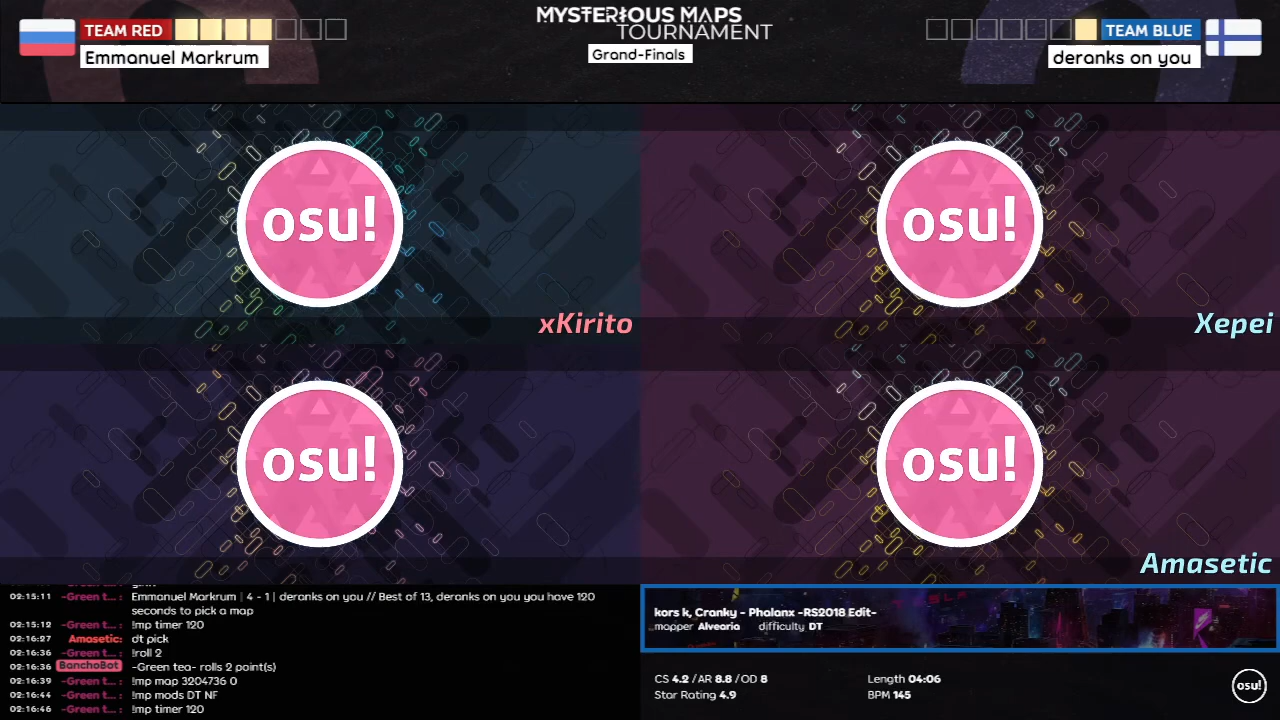 MYSTERIOUS MAPS
TOURNAMENT
Grand-Finals
TEAM RED
Emmanuel Markrum
TEAM BLUE
deranks on you
osu!
osu!
xKirito
Xepei
osu!
osu!
Amasetic
02:15:11 -Green t... : Emmanuel Markrum | 4 - 1 | deranks on you // Best of 13, deranks on you you have 120
seconds to pick a map
02:15:12 -Green t... : !mp timer 120
02:16:27 Amasetic: dt pick
02:16:36 -Green t... : !roll 2
02:16:36 BanchoBot -Green tea- rolls 2 point(s)
02:16:39 -Green t... : !mp map 3204736 0
02:16:44 -Green t... : !mp mods DT NF
02:16:46 -Green t... : !mp timer 120
kors k, Cranky - Phalanx -RS2018 Edit-
mapper Alvearia difficulty DT
CS 4.2 / AR 8.8 / OD 8 Length 04:06
Star Rating 4.9 BPM 145
osu!